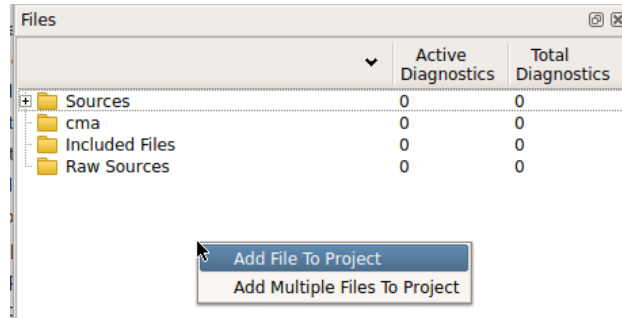 Files
Active Total
Diagnostics Diagnostics
Sources 0 0
cma 0 0
Included Files 0 0
Raw Sources 0 0
Add File To Project
Add Multiple Files To Project